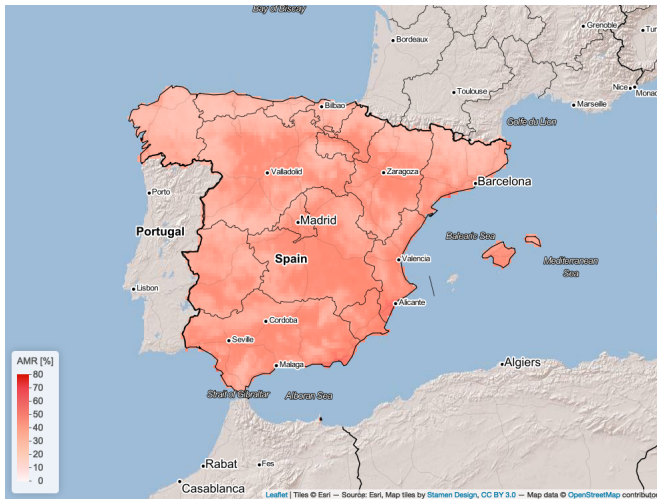 Bay of Biscay
Grenoble
Tur
Bordeaux
Toulouse
Nice
Monac
Marseille
Bilbao
Golfe du Lion
Valladolid
Zaragoza
Barcelona
Porto
Madrid
Portugal
Balearic Sea
Spain
Valencia
Mediterranean
Sea
Lisbon
Alicante
Cordoba
Seville
AMR [%]
Malaga
Algiers
80
70
60
50
40
30
20
10
0
Strait of Gibraltar
Alboran Sea
Rabat
Fes
Casablanca
Leaflet | Tiles © Esri — Source: Esri, Map tiles by Stamen Design, CC BY 3.0 — Map data © OpenStreetMap contributor